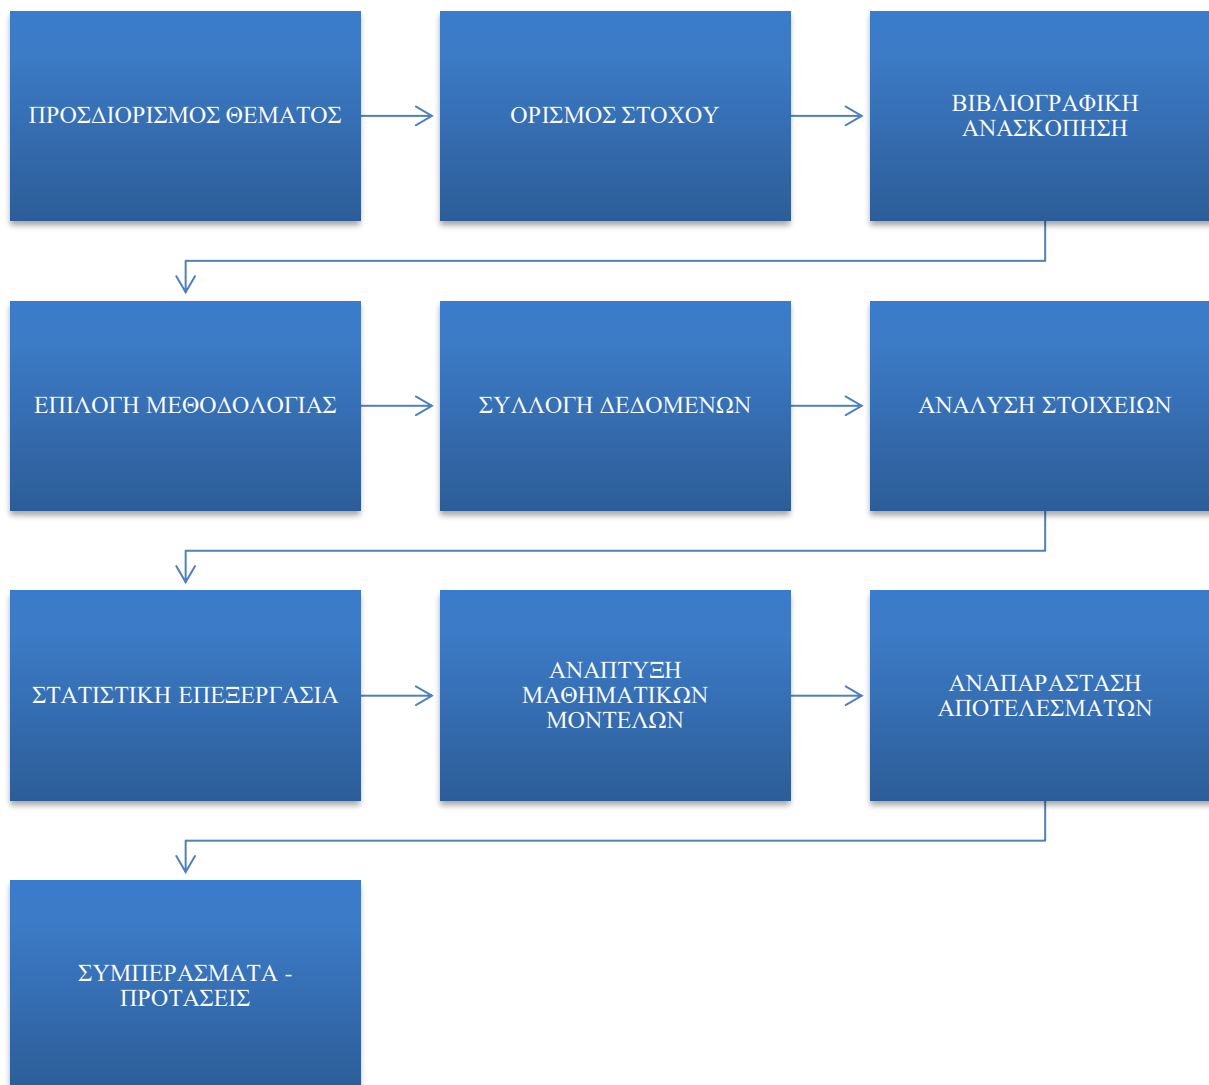 ΠΡΟΣΔΙΟΡΙΣΜΟΣ ΘΕΜΑΤΟΣ
ΟΡΙΣΜΟΣ ΣΤΟΧΟΥ
ΒΙΒΛΙΟΓΡΑΦΙΚΗ
ΑΝΑΣΚΟΠΗΣΗ
ΕΠΙΛΟΓΗ ΜΕΘΟΔΟΛΟΓΙΑΣ
ΣΥΛΛΟΓΗ ΔΕΔΟΜΕΝΩΝ
ΑΝΑΛΥΣΗ ΣΤΟΙΧΕΙΩΝ
ΣΤΑΤΙΣΤΙΚΗ ΕΠΕΞΕΡΓΑΣΙΑ
ΑΝΑΠΤΥΞΗ
ΜΑΘΗΜΑΤΙΚΩΝ
ΜΟΝΤΕΛΩΝ
ΑΝΑΠΑΡΑΣΤΑΣΗ
ΑΠΟΤΕΛΕΣΜΑΤΩΝ
ΣΥΜΠΕΡΑΣΜΑΤΑ -
ΠΡΟΤΑΣΕΙΣ